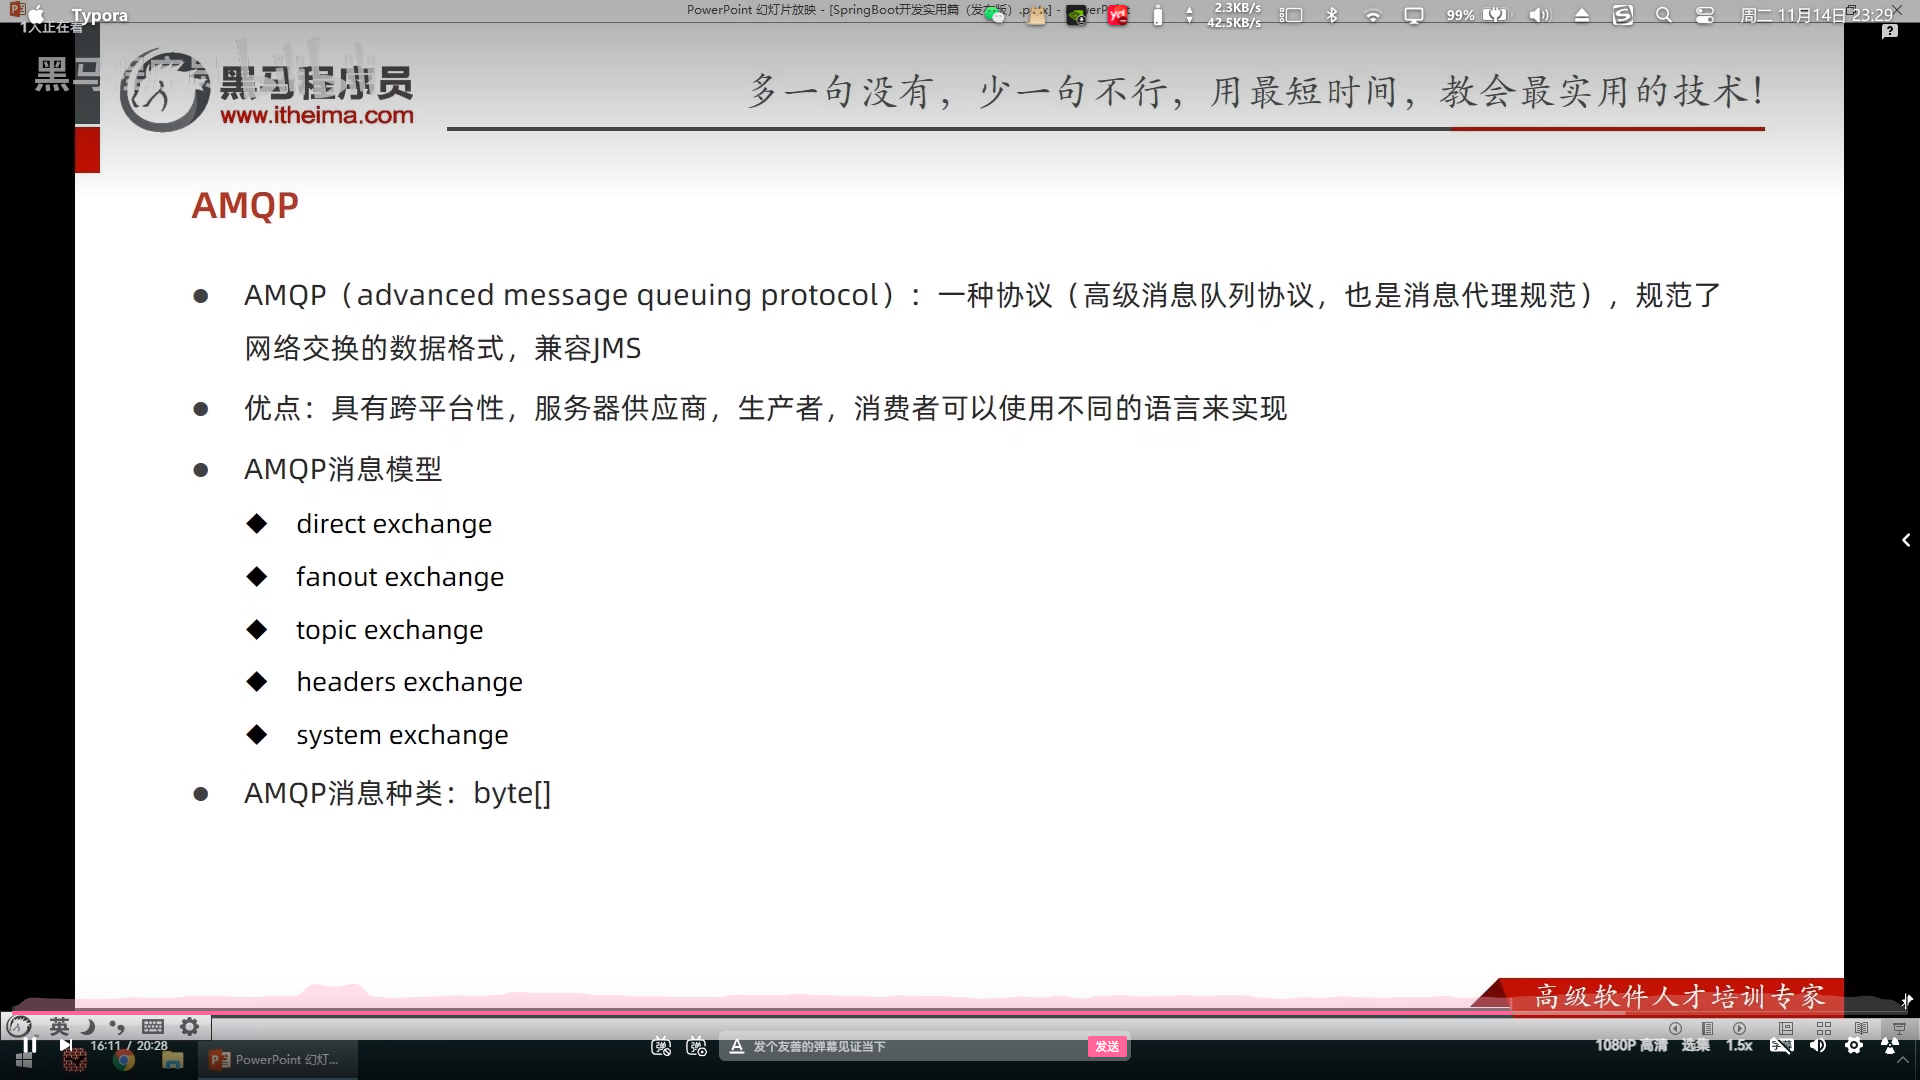 Typora
PowerPoint 幻灯片放映 - [SpringBoot开发实用篇（发布版）.pptx] - PowerPoint
2.3KB/s
42.5KB/s
99%
周二 11月14日 23:29
1人正在看
黑马程序员
www.itheima.com
多一句没有，少一句不行，用最短时间，教会最实用的技术！
AMQP
AMQP（advanced message queuing protocol）：一种协议（高级消息队列协议，也是消息代理规范），规范了
网络交换的数据格式，兼容JMS
优点：具有跨平台性，服务器供应商，生产者，消费者可以使用不同的语言来实现
AMQP消息模型
direct exchange
fanout exchange
topic exchange
headers exchange
system exchange
AMQP消息种类：byte[]
高级软件人才培训专家
英
16:11 / 20:28
发个友善的弹幕见证当下
发送
1080P 高清
选集
1.5x
PowerPoint 幻灯...